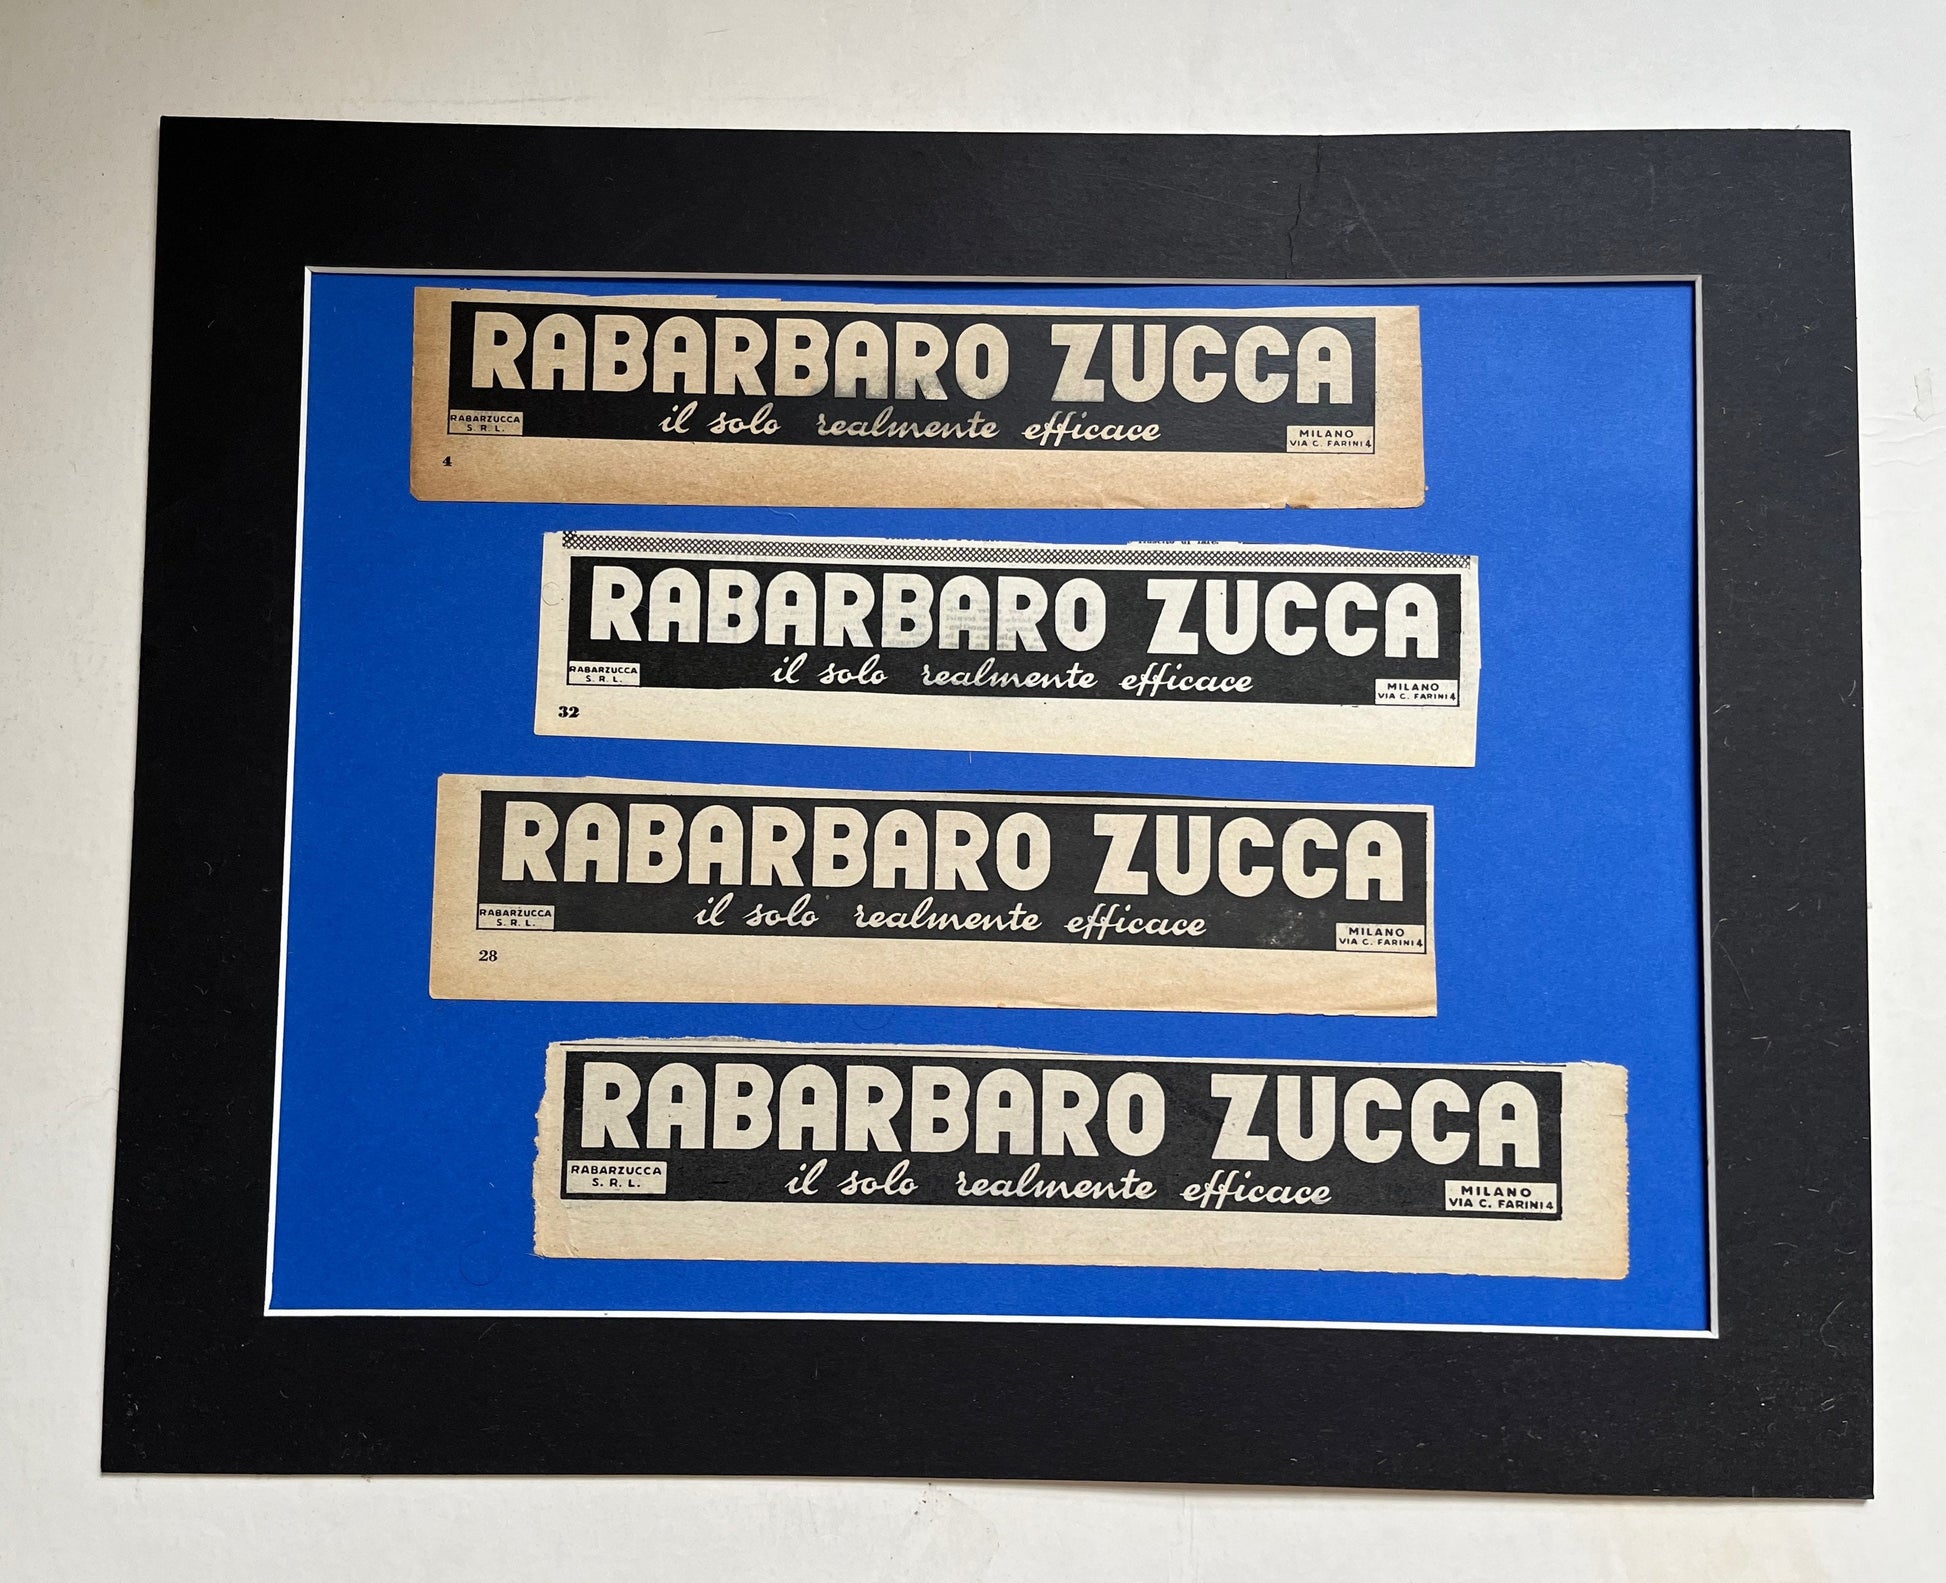 RABARBARO ZUCCA
il solo realmente efficace
RABARZUCCA
S. R. L.
MILANO
VIA C. FARINI 4
4
RABARBARO ZUCCA
il solo realmente efficace
RABARZUCCA
S. R. L.
MILANO
VIA C. FARINI 4
32
RABARBARO ZUCCA
il solo realmente efficace
RABARZUCCA
S. R. L.
MILANO
VIA C. FARINI 4
28
RABARBARO ZUCCA
il solo realmente efficace
RABARZUCCA
S. R. L.
MILANO
VIA C. FARINI 4